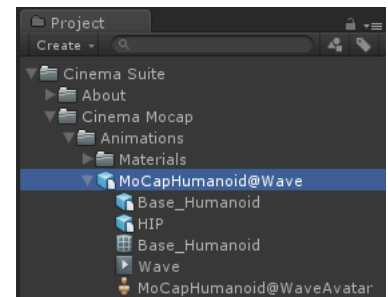 Project
Create
Cinema Suite
About
Cinema Mocap
Animations
Materials
MoCapHumanoid@Wave
Base_Humanoid
HIP
Base_Humanoid
Wave
MoCapHumanoid@WaveAvatar